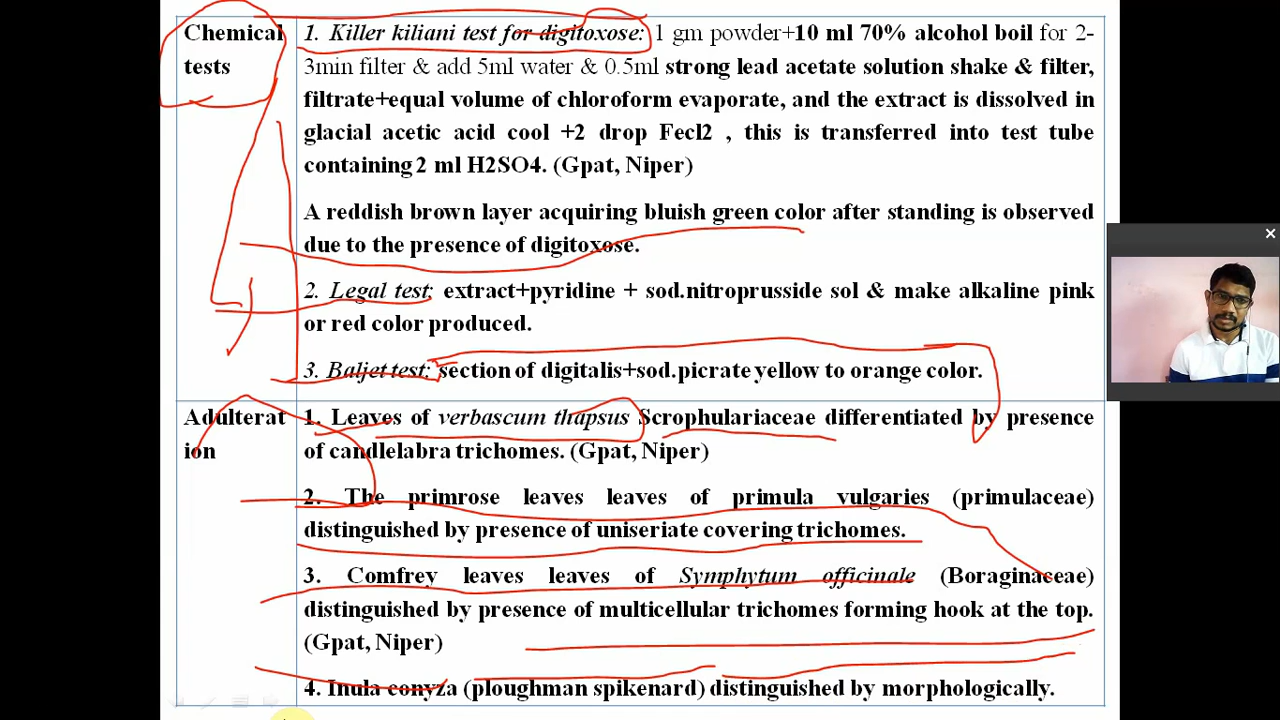 Chemical
tests
1. Killer kiliani test for digitoxose: 1 gm powder+10 ml 70% alcohol boil for 2-
3min filter & add 5ml water & 0.5ml strong lead acetate solution shake & filter,
filtrate+equal volume of chloroform evaporate, and the extract is dissolved in
glacial acetic acid cool +2 drop Fecl2 , this is transferred into test tube
containing 2 ml H2SO4. (Gpat, Niper)
A reddish brown layer acquiring bluish green color after standing is observed
due to the presence of digitoxose.
2. Legal test; extract+pyridine + sod.nitroprusside sol & make alkaline pink
or red color produced.
3. Baljet test; section of digitalis+sod.picrate yellow to orange color.
Adulterat
ion
1. Leaves of verbascum thapsus Scrophulariaceae differentiated by presence
of candlelabra trichomes. (Gpat, Niper)
2. The primrose leaves leaves of primula vulgaries (primulaceae)
distinguished by presence of uniseriate covering trichomes.
3. Comfrey leaves leaves of Symphytum officinale (Boraginaceae)
distinguished by presence of multicellular trichomes forming hook at the top.
(Gpat, Niper)
4. Inula conyza (ploughman spikenard) distinguished by morphologically.